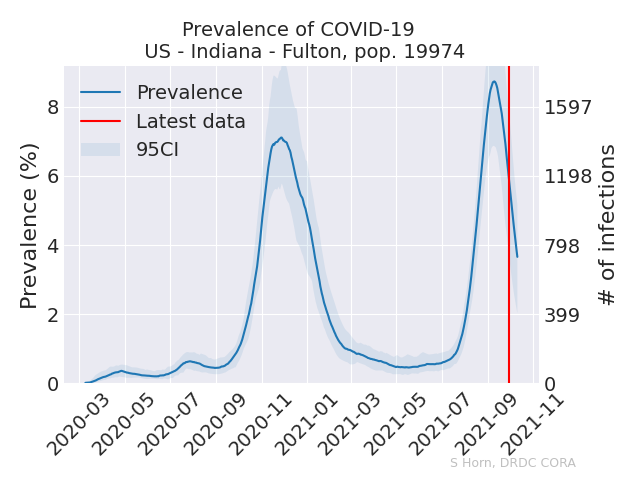 Prevalence of COVID-19
US - Indiana - Fulton, pop. 19974
Prevalence
Latest data
95CI
Prevalence (%)
8
6
4
2
0
1597
1198
798
399
0
# of infections
2020-03
2020-05
2020-07
2020-09
2020-11
2021-01
2021-03
2021-05
2021-07
2021-09
2021-11
S Horn, DRDC CORA